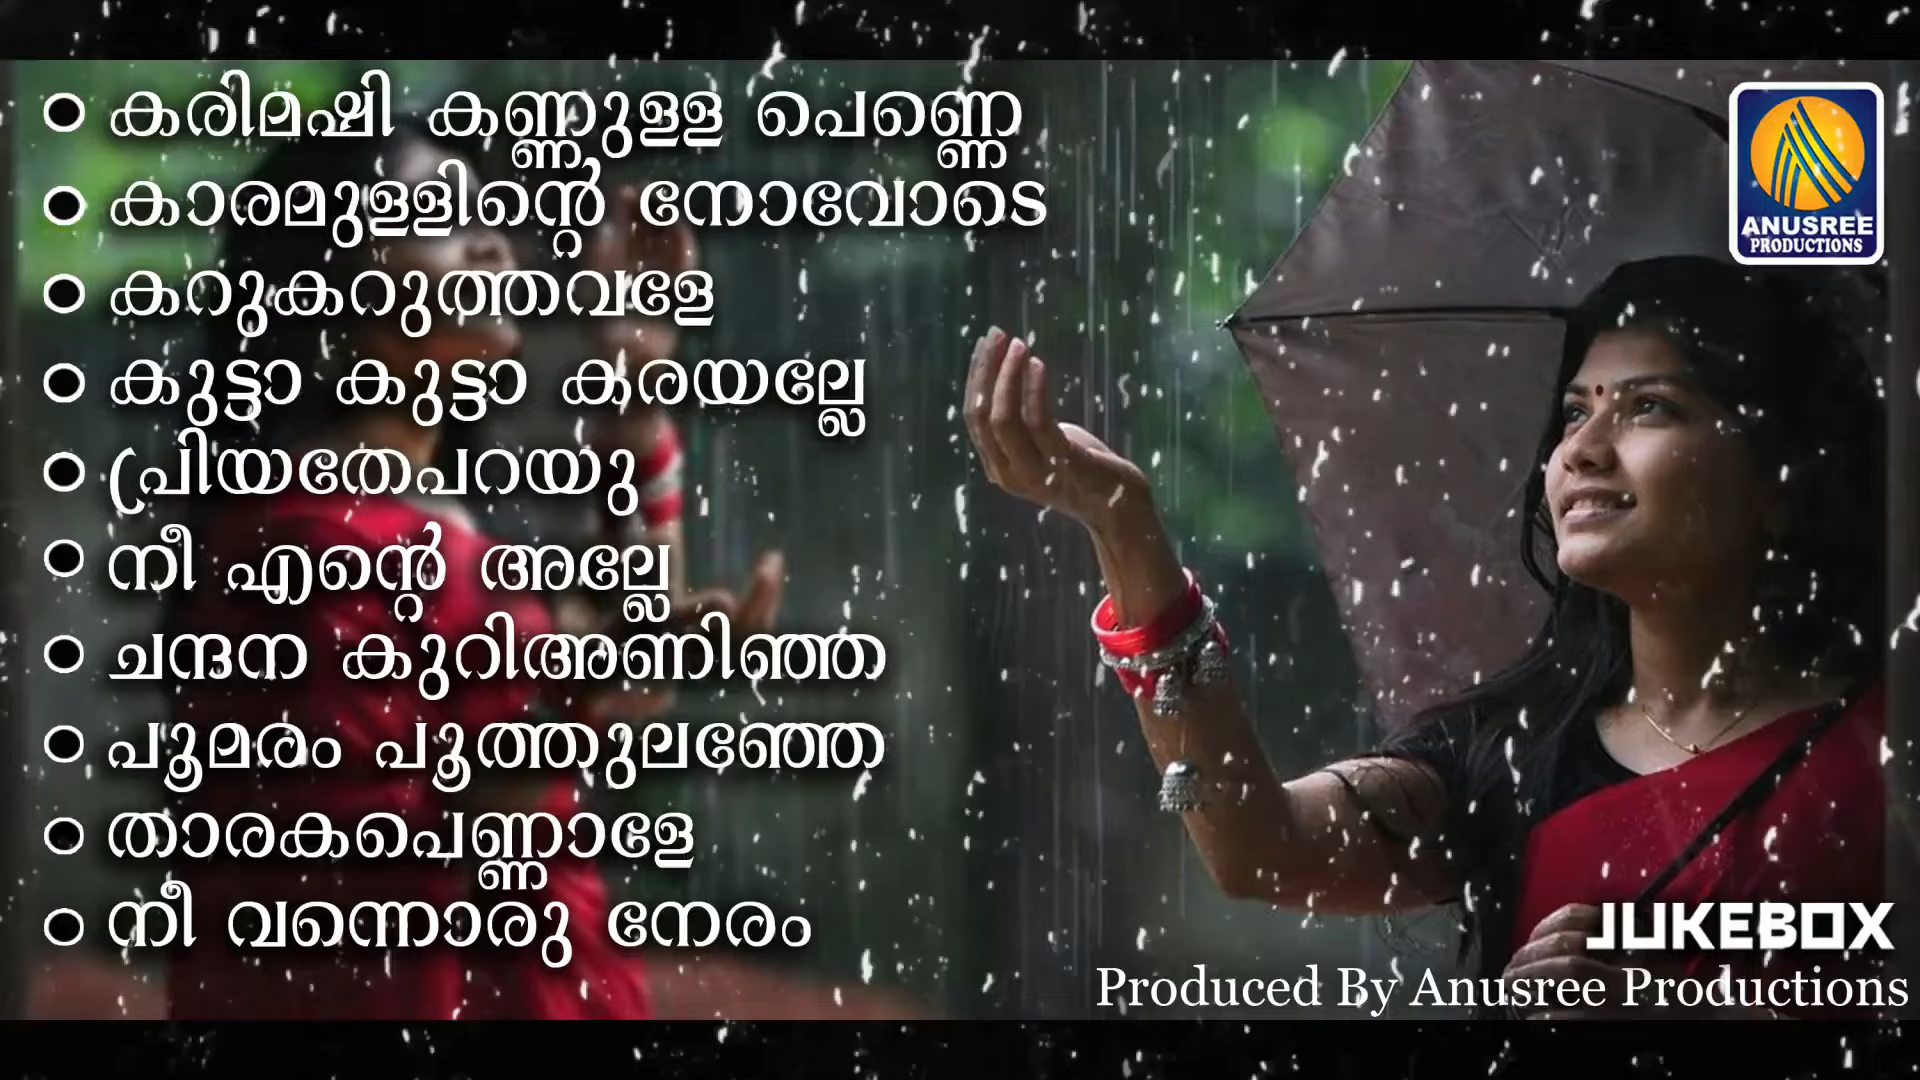 കരിമഷി കണ്ണുള്ള പെണ്ണെ
കാരമുള്ളിന്റെ നോവോടെ
കറുകറുത്തവളേ
കുട്ടാ കുട്ടാ കരയല്ലേ
പ്രിയതേപറയു
നീ എന്റെ അല്ലേ
ചന്ദന കുറിഅണിഞ്ഞ
പൂമരം പൂത്തുലഞ്ഞേ
താരകപെണ്ണാളേ
നീ വന്നൊരു നേരം
ANUSREE
PRODUCTIONS
JUKEBOX
Produced By Anusree Productions